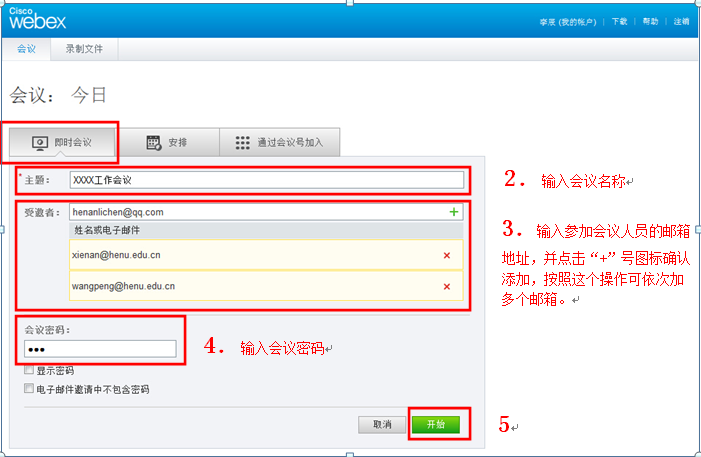 Cisco
webex
李宸 (我的帐户) | 下载 | 帮助 | 注销
会议 录制文件
会议: 今日
即时会议 安排 通过会议号加入
*主题: XXXX工作会议
2. 输入会议名称
受邀者: henanlichen@qq.com +
姓名或电子邮件
xienan@henu.edu.cn ×
wangpeng@henu.edu.cn ×
3. 输入参加会议人员的邮箱
地址，并点击“+”号图标确认
添加，按照这个操作可依次加
多个邮箱。
会议密码:
●●●
4. 输入会议密码
显示密码
电子邮件邀请中不包含密码
取消 开始
5